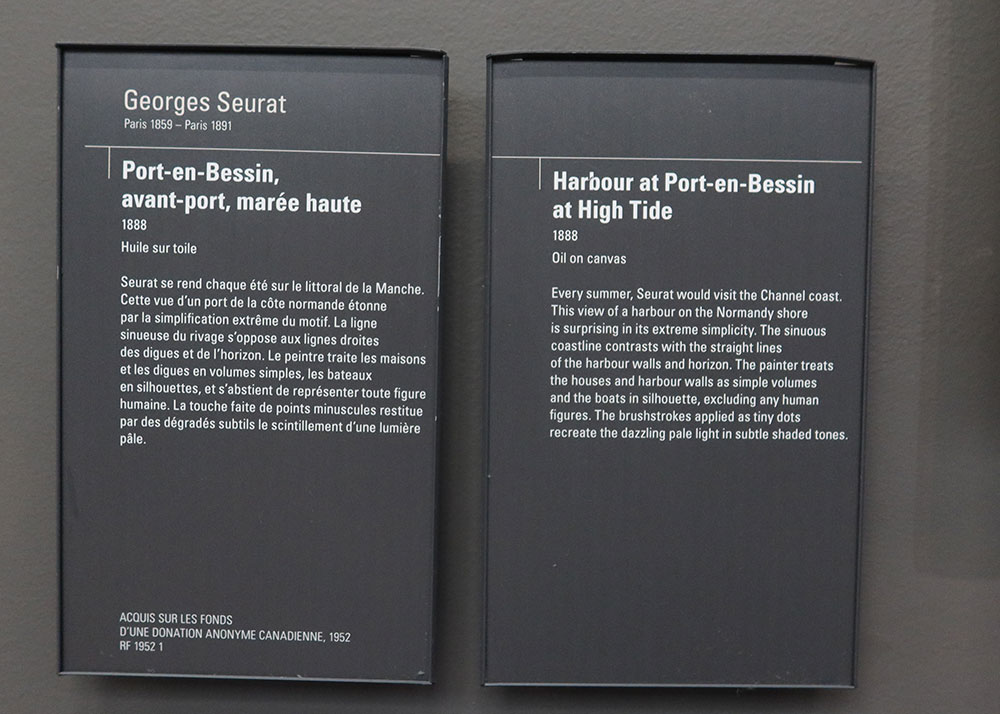 Georges Seurat
Paris 1859 – Paris 1891
Port-en-Bessin,
avant-port, marée haute
1888
Huile sur toile
Seurat se rend chaque été sur le littoral de la Manche.
Cette vue d'un port de la côte normande étonne
par la simplification extrême du motif. La ligne
sinueuse du rivage s'oppose aux lignes droites
des digues et de l'horizon. Le peintre traite les maisons
et les digues en volumes simples, les bateaux
en silhouettes, et s'abstient de représenter toute figure
humaine. La touche faite de points minuscules restitue
par des dégradés subtils le scintillement d'une lumière
pâle.
ACQUIS SUR LES FONDS
D'UNE DONATION ANONYME CANADIENNE, 1952
RF 1952 1
Harbour at Port-en-Bessin
at High Tide
1888
Oil on canvas
Every summer, Seurat would visit the Channel coast.
This view of a harbour on the Normandy shore
is surprising in its extreme simplicity. The sinuous
coastline contrasts with the straight lines
of the harbour walls and horizon. The painter treats
the houses and harbour walls as simple volumes
and the boats in silhouette, excluding any human
figures. The brushstrokes applied as tiny dots
recreate the dazzling pale light in subtle shaded tones.